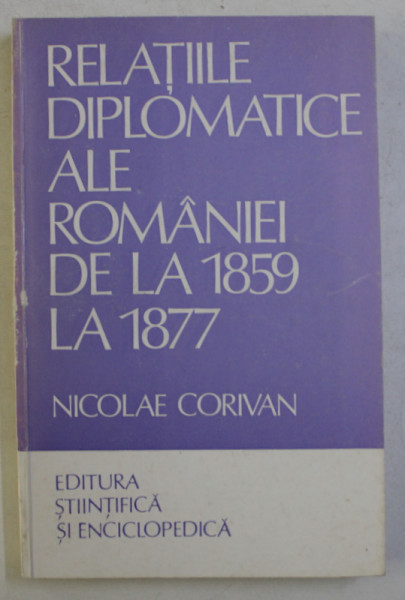 RELAȚIILE
DIPLOMATICE
ALE
ROMÂNIEI
DE LA 1859
LA 1877
NICOLAE CORIVAN
EDITURA
ȘTIINȚIFICĂ
ȘI ENCICLOPEDICĂ